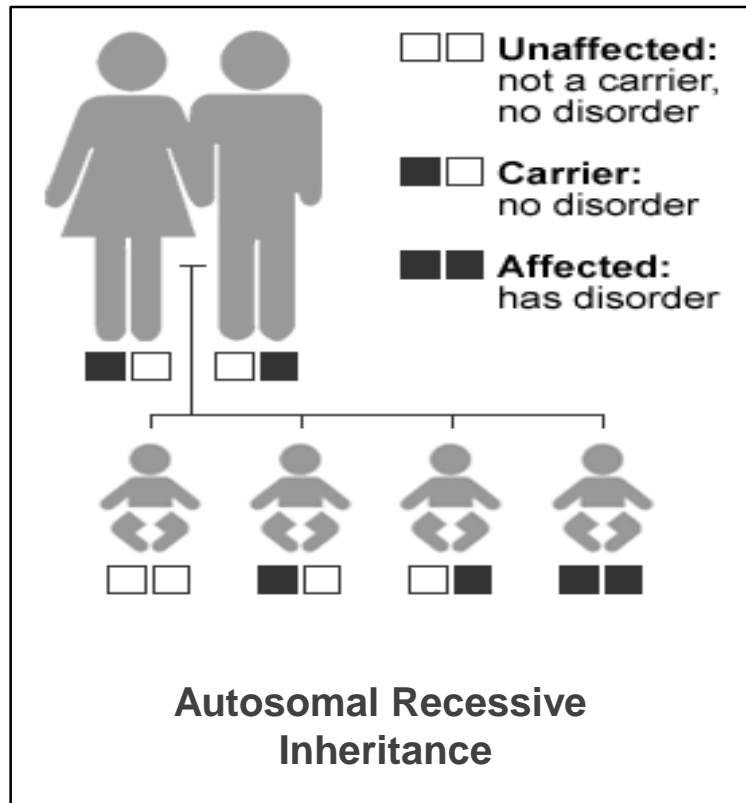 Unaffected:
not a carrier,
no disorder
Carrier:
no disorder
Affected:
has disorder
Autosomal Recessive
Inheritance